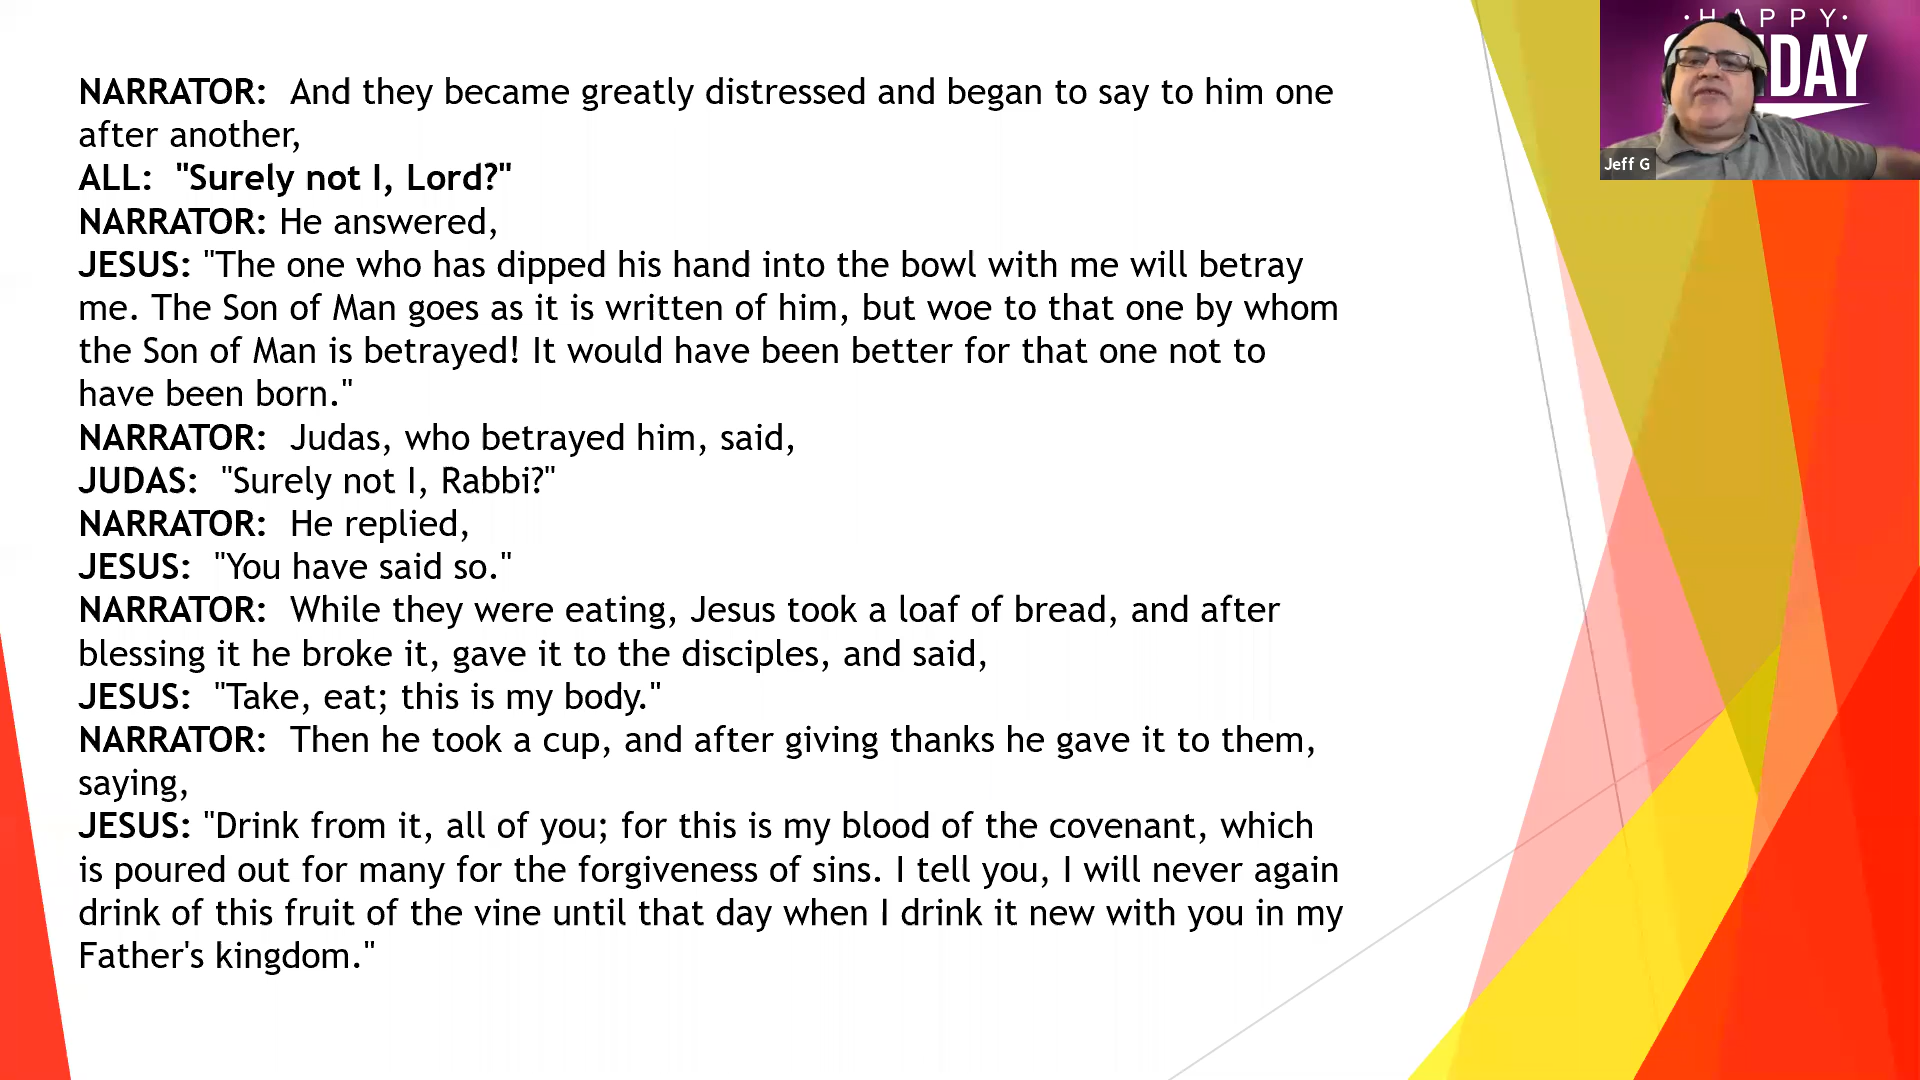 NARRATOR:  And they became greatly distressed and began to say to him one
after another,
ALL:  "Surely not I, Lord?"
NARRATOR: He answered,
JESUS: "The one who has dipped his hand into the bowl with me will betray
me. The Son of Man goes as it is written of him, but woe to that one by whom
the Son of Man is betrayed! It would have been better for that one not to
have been born."
NARRATOR:  Judas, who betrayed him, said,
JUDAS:  "Surely not I, Rabbi?"
NARRATOR:  He replied,
JESUS:  "You have said so."
NARRATOR:  While they were eating, Jesus took a loaf of bread, and after
blessing it he broke it, gave it to the disciples, and said,
JESUS:  "Take, eat; this is my body."
NARRATOR:  Then he took a cup, and after giving thanks he gave it to them,
saying,
JESUS: "Drink from it, all of you; for this is my blood of the covenant, which
is poured out for many for the forgiveness of sins. I tell you, I will never again
drink of this fruit of the vine until that day when I drink it new with you in my
Father's kingdom."
·HAPPY·
Jeff G